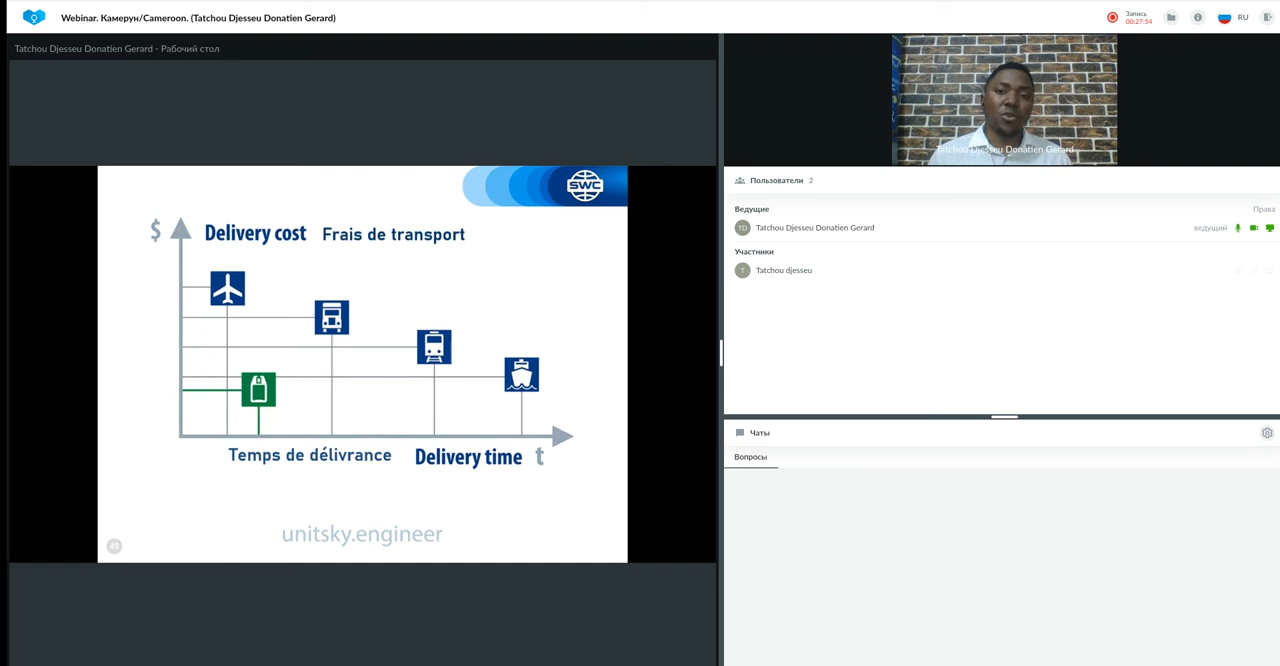 Webinar. Камерун/Cameroon. (Tatchou Djesseu Donatien Gerard)
Запись
00:27:54
RU
Tatchou Djesseu Donatien Gerard - Рабочий стол
SWC
$
Delivery cost Frais de transport
Temps de délivrance Delivery time t
unitsky.engineer
49
Tatchou Djesseu Donatien Gerard
Пользователи 2
Ведущие Права
TD Tatchou Djesseu Donatien Gerard ведущий
Участники
T Tatchou djesseu
Чаты
Вопросы